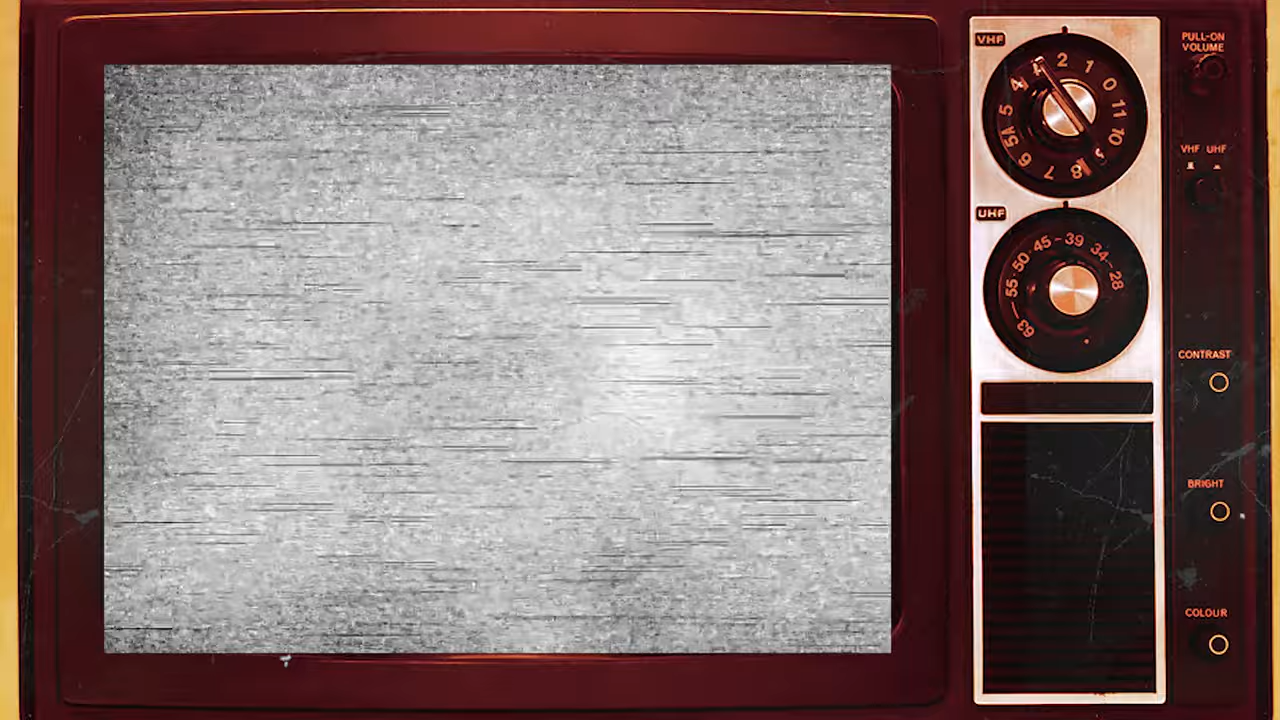 VHF
2
1
0
11
10
8
7
6
5A
5
4
PULL-ON
VOLUME
VHF UHF
UHF
63 55-50-45-39 34-28
CONTRAST
BRIGHT
COLOUR